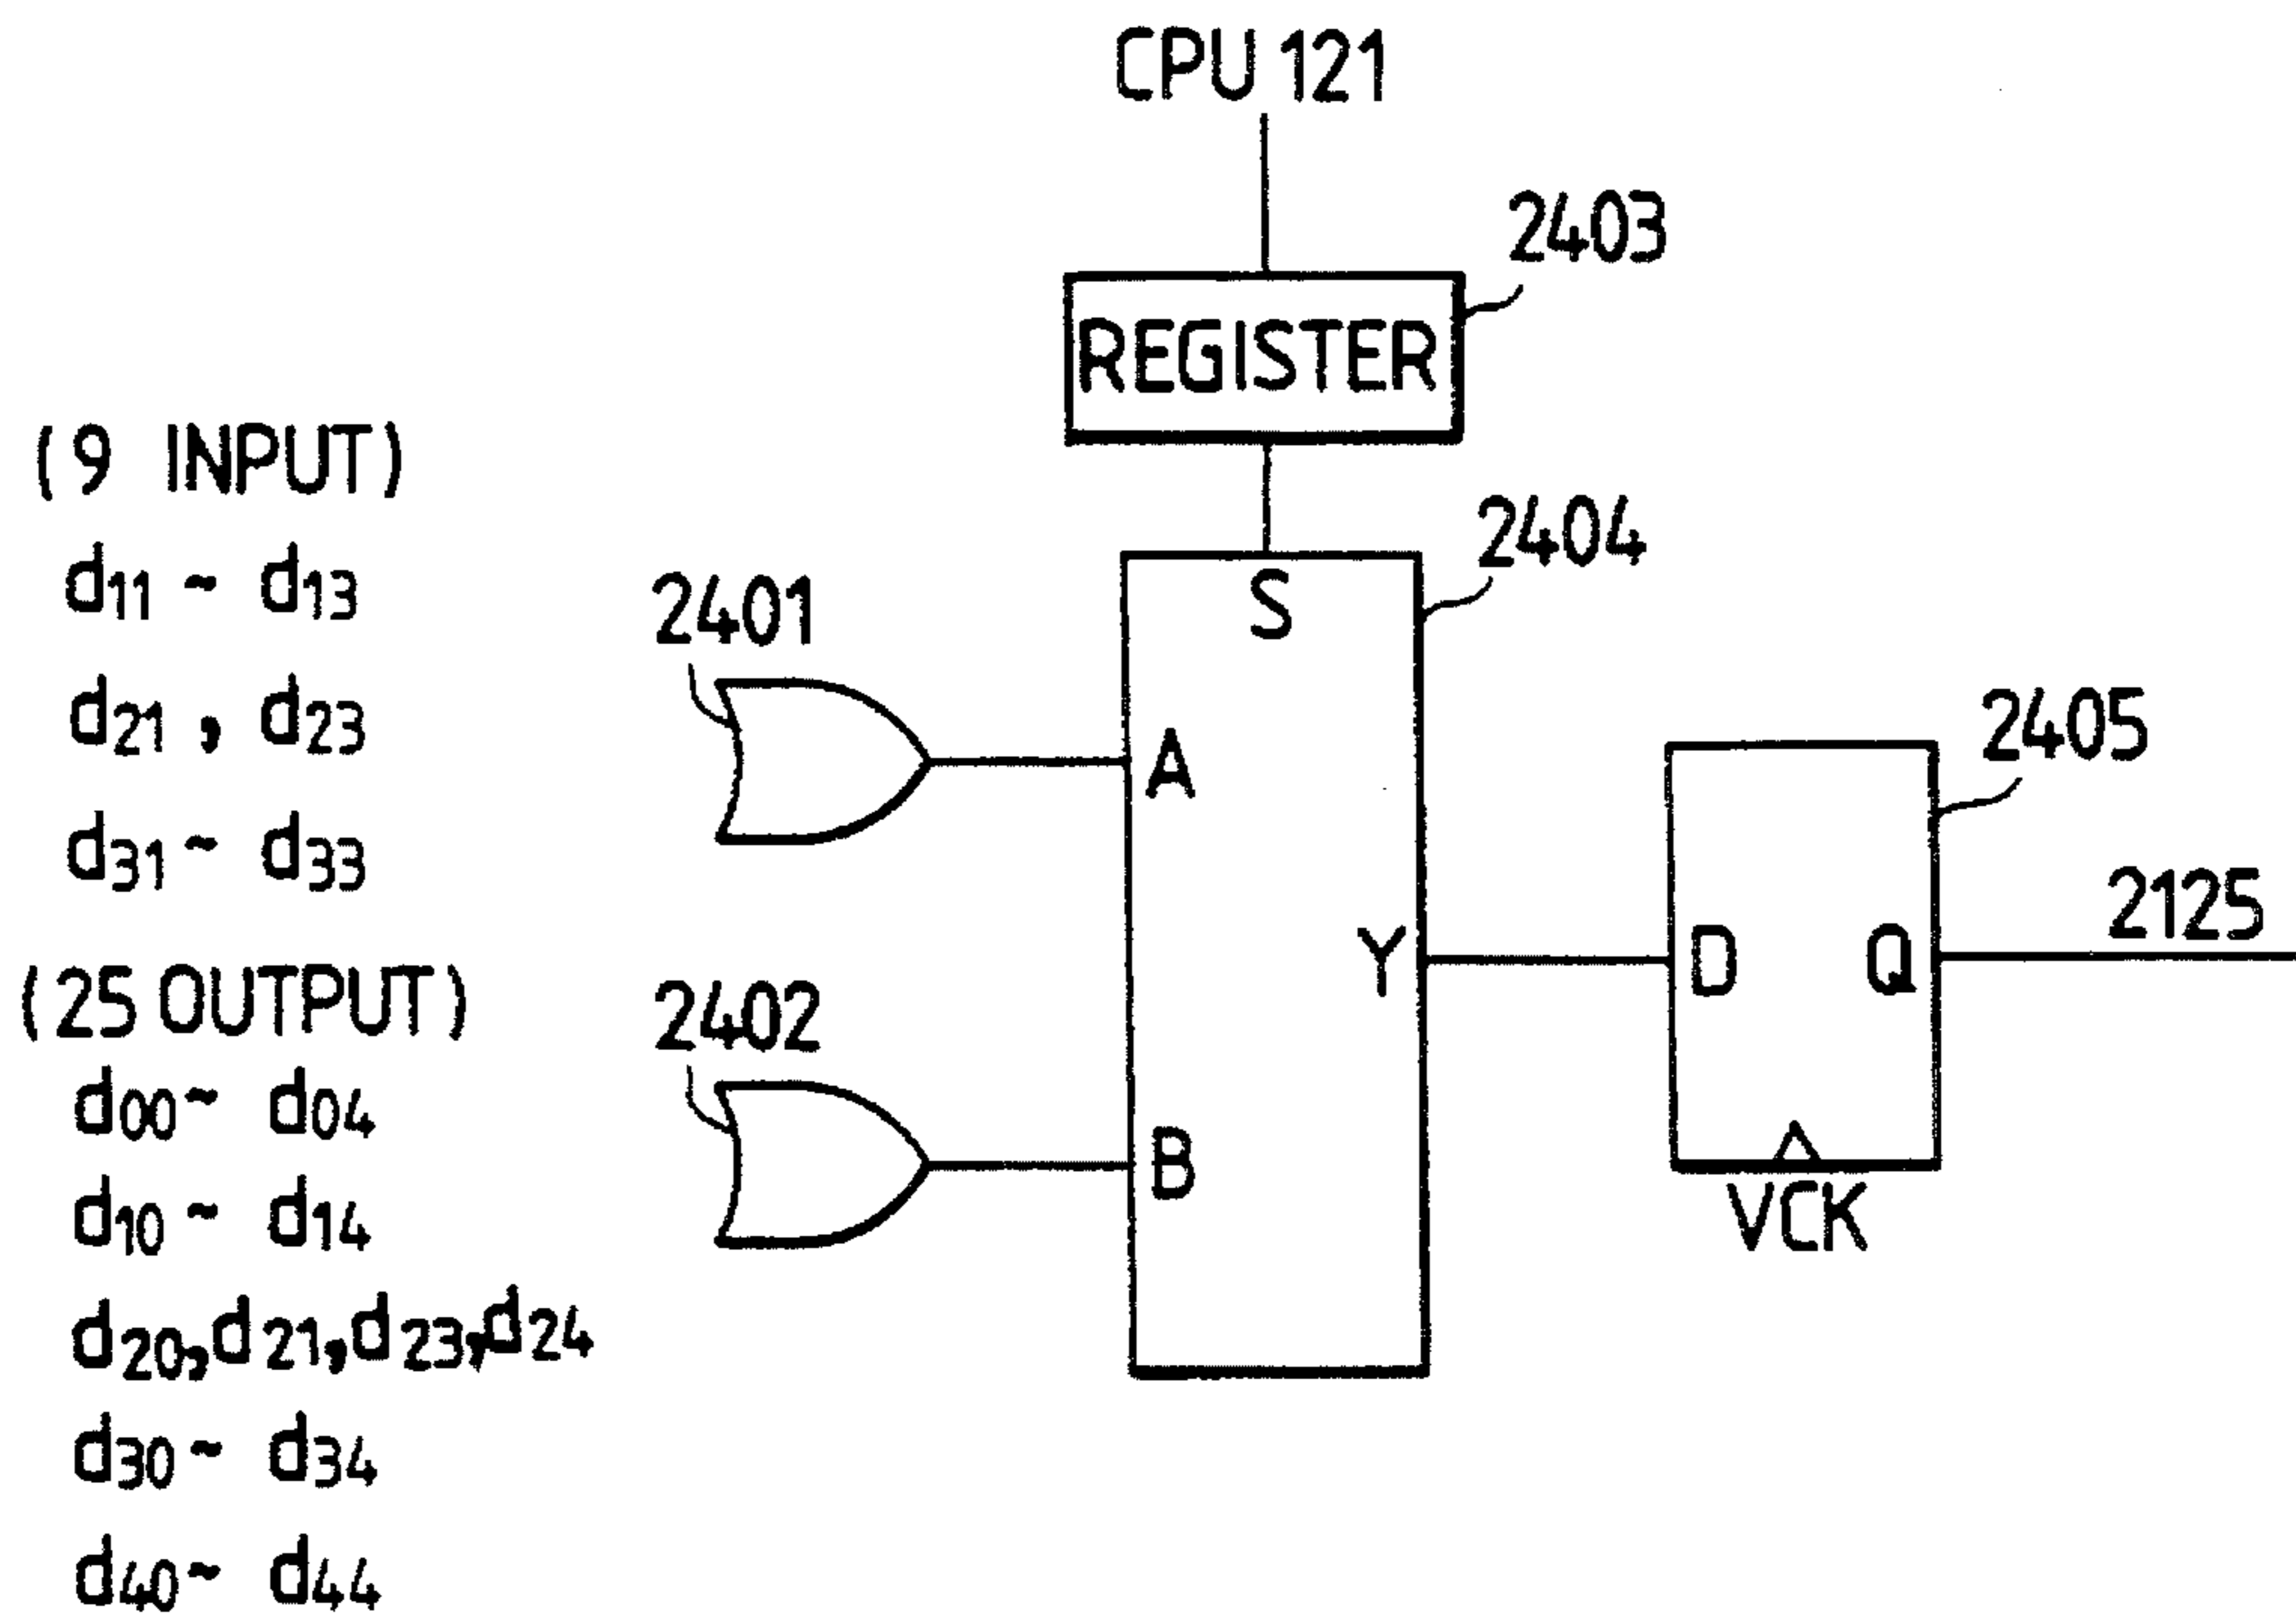 CPU 121
2403
REGISTER
2404
(9 INPUT)
d11 ~ d13
d21 , d23
d31 ~ d33
(25 OUTPUT)
d00 ~ d04
d10 ~ d14
d20,d21,d23,d24
d30 ~ d34
d40 ~ d44
2401
2402
S
A
B
Y
2405
D
Q
VCK
2125